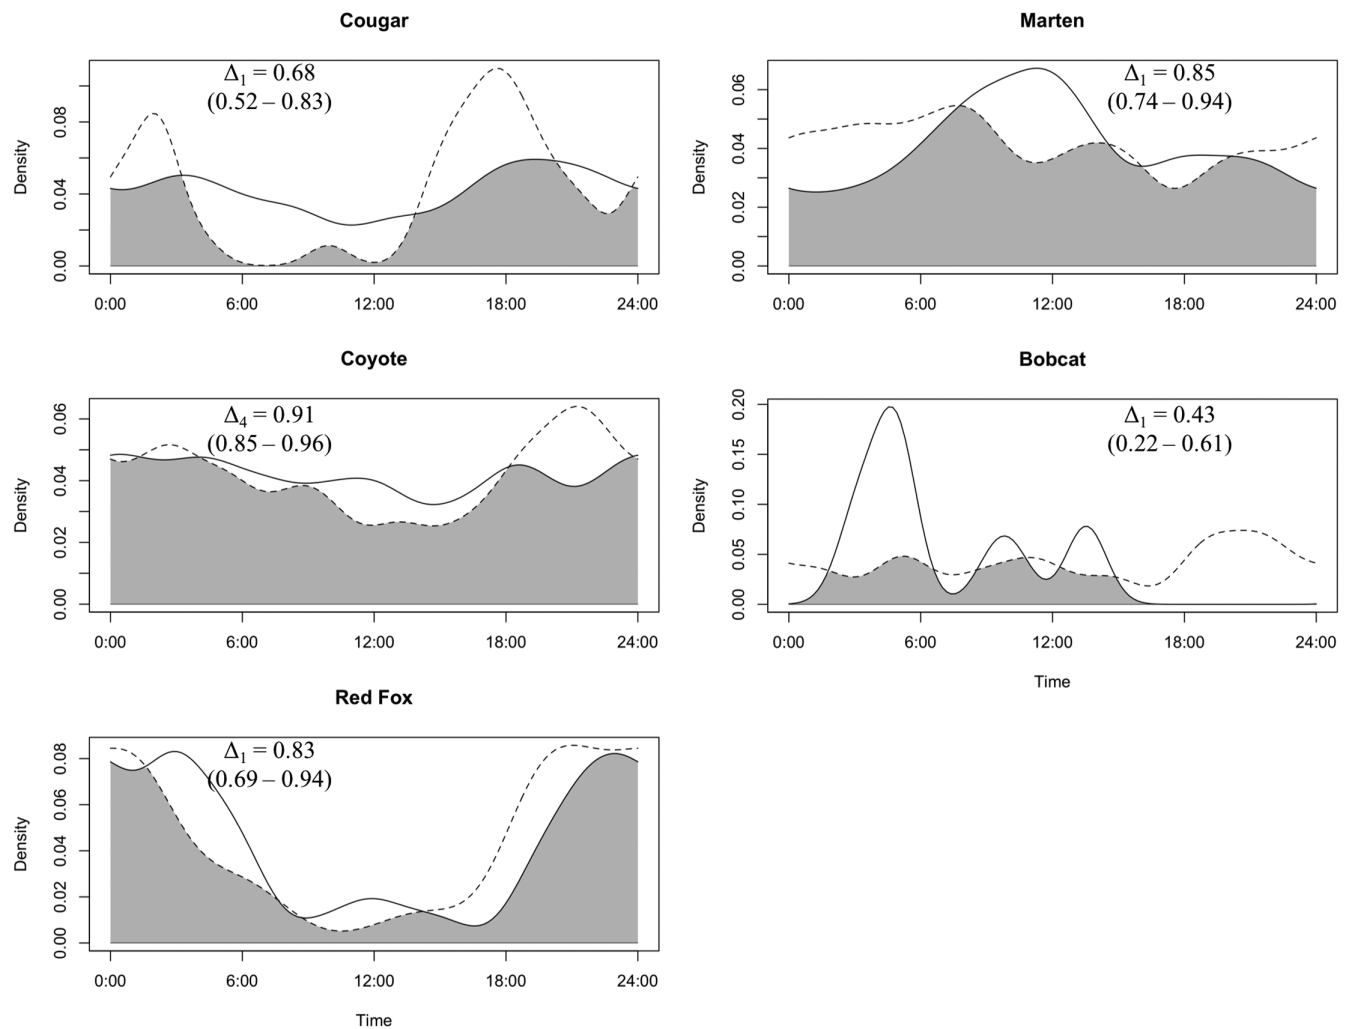 Cougar
Δ1 = 0.68
(0.52 – 0.83)
Density
0.00
0.04
0.08
0:00 6:00 12:00 18:00 24:00
Marten
Δ1 = 0.85
(0.74 – 0.94)
Density
0.00
0.02
0.04
0.06
0:00 6:00 12:00 18:00 24:00
Coyote
Δ4 = 0.91
(0.85 – 0.96)
Density
0.00
0.02
0.04
0.06
0:00 6:00 12:00 18:00 24:00
Bobcat
Δ1 = 0.43
(0.22 – 0.61)
Density
0.00
0.05
0.10
0.15
0.20
0:00 6:00 12:00 18:00 24:00
Time
Red Fox
Δ1 = 0.83
(0.69 – 0.94)
Density
0.00
0.02
0.04
0.06
0.08
0:00 6:00 12:00 18:00 24:00
Time